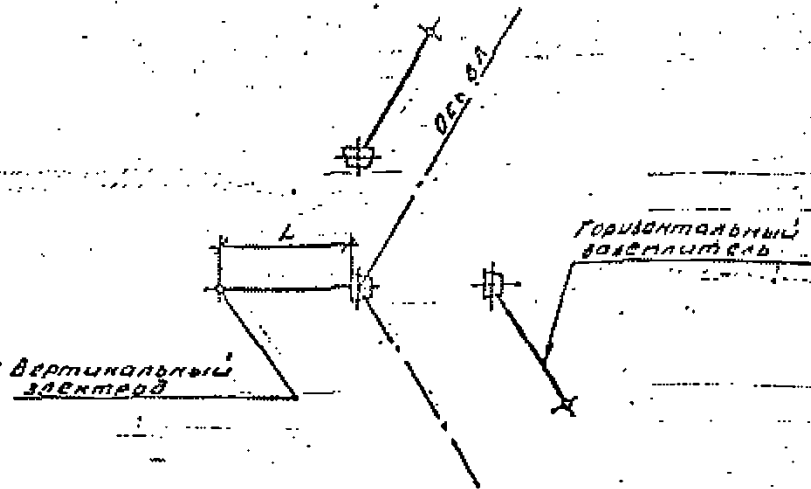 Ось ВЛ
L
Горизонтальный
заземлитель
Вертикальный
электрод